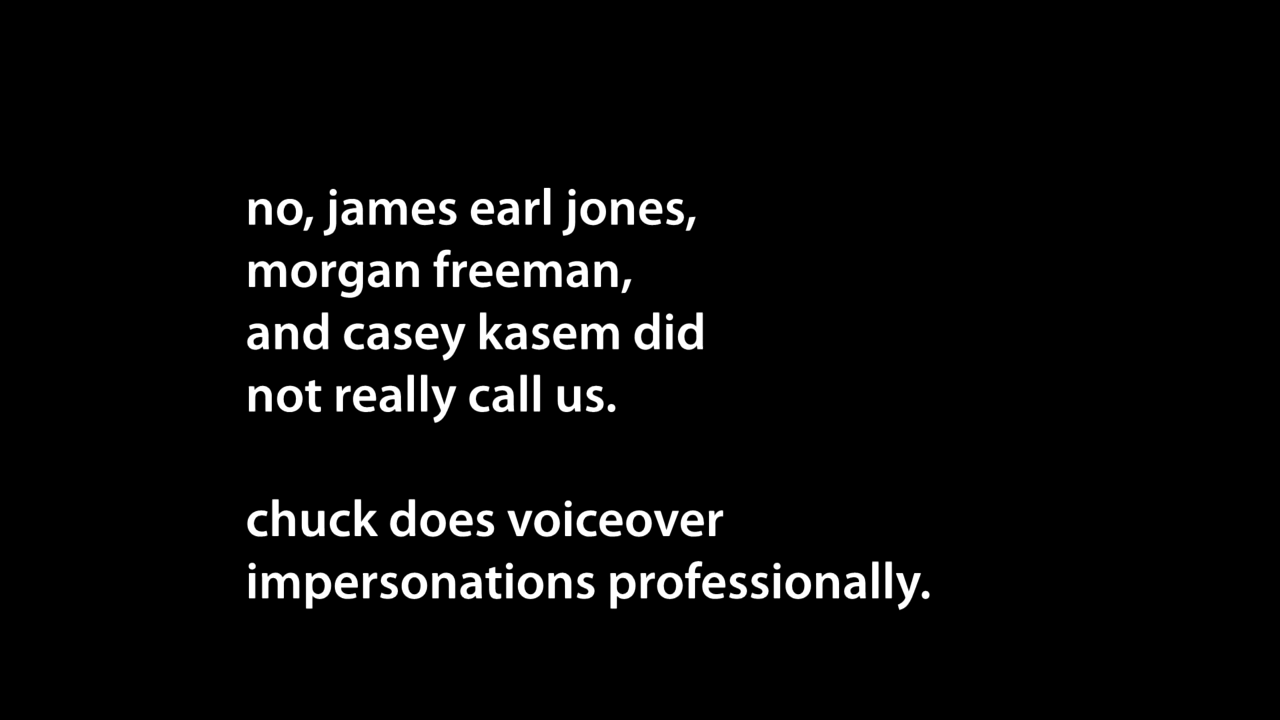 no, james earl jones,
morgan freeman,
and casey kasem did
not really call us.
chuck does voiceover
impersonations professionally.